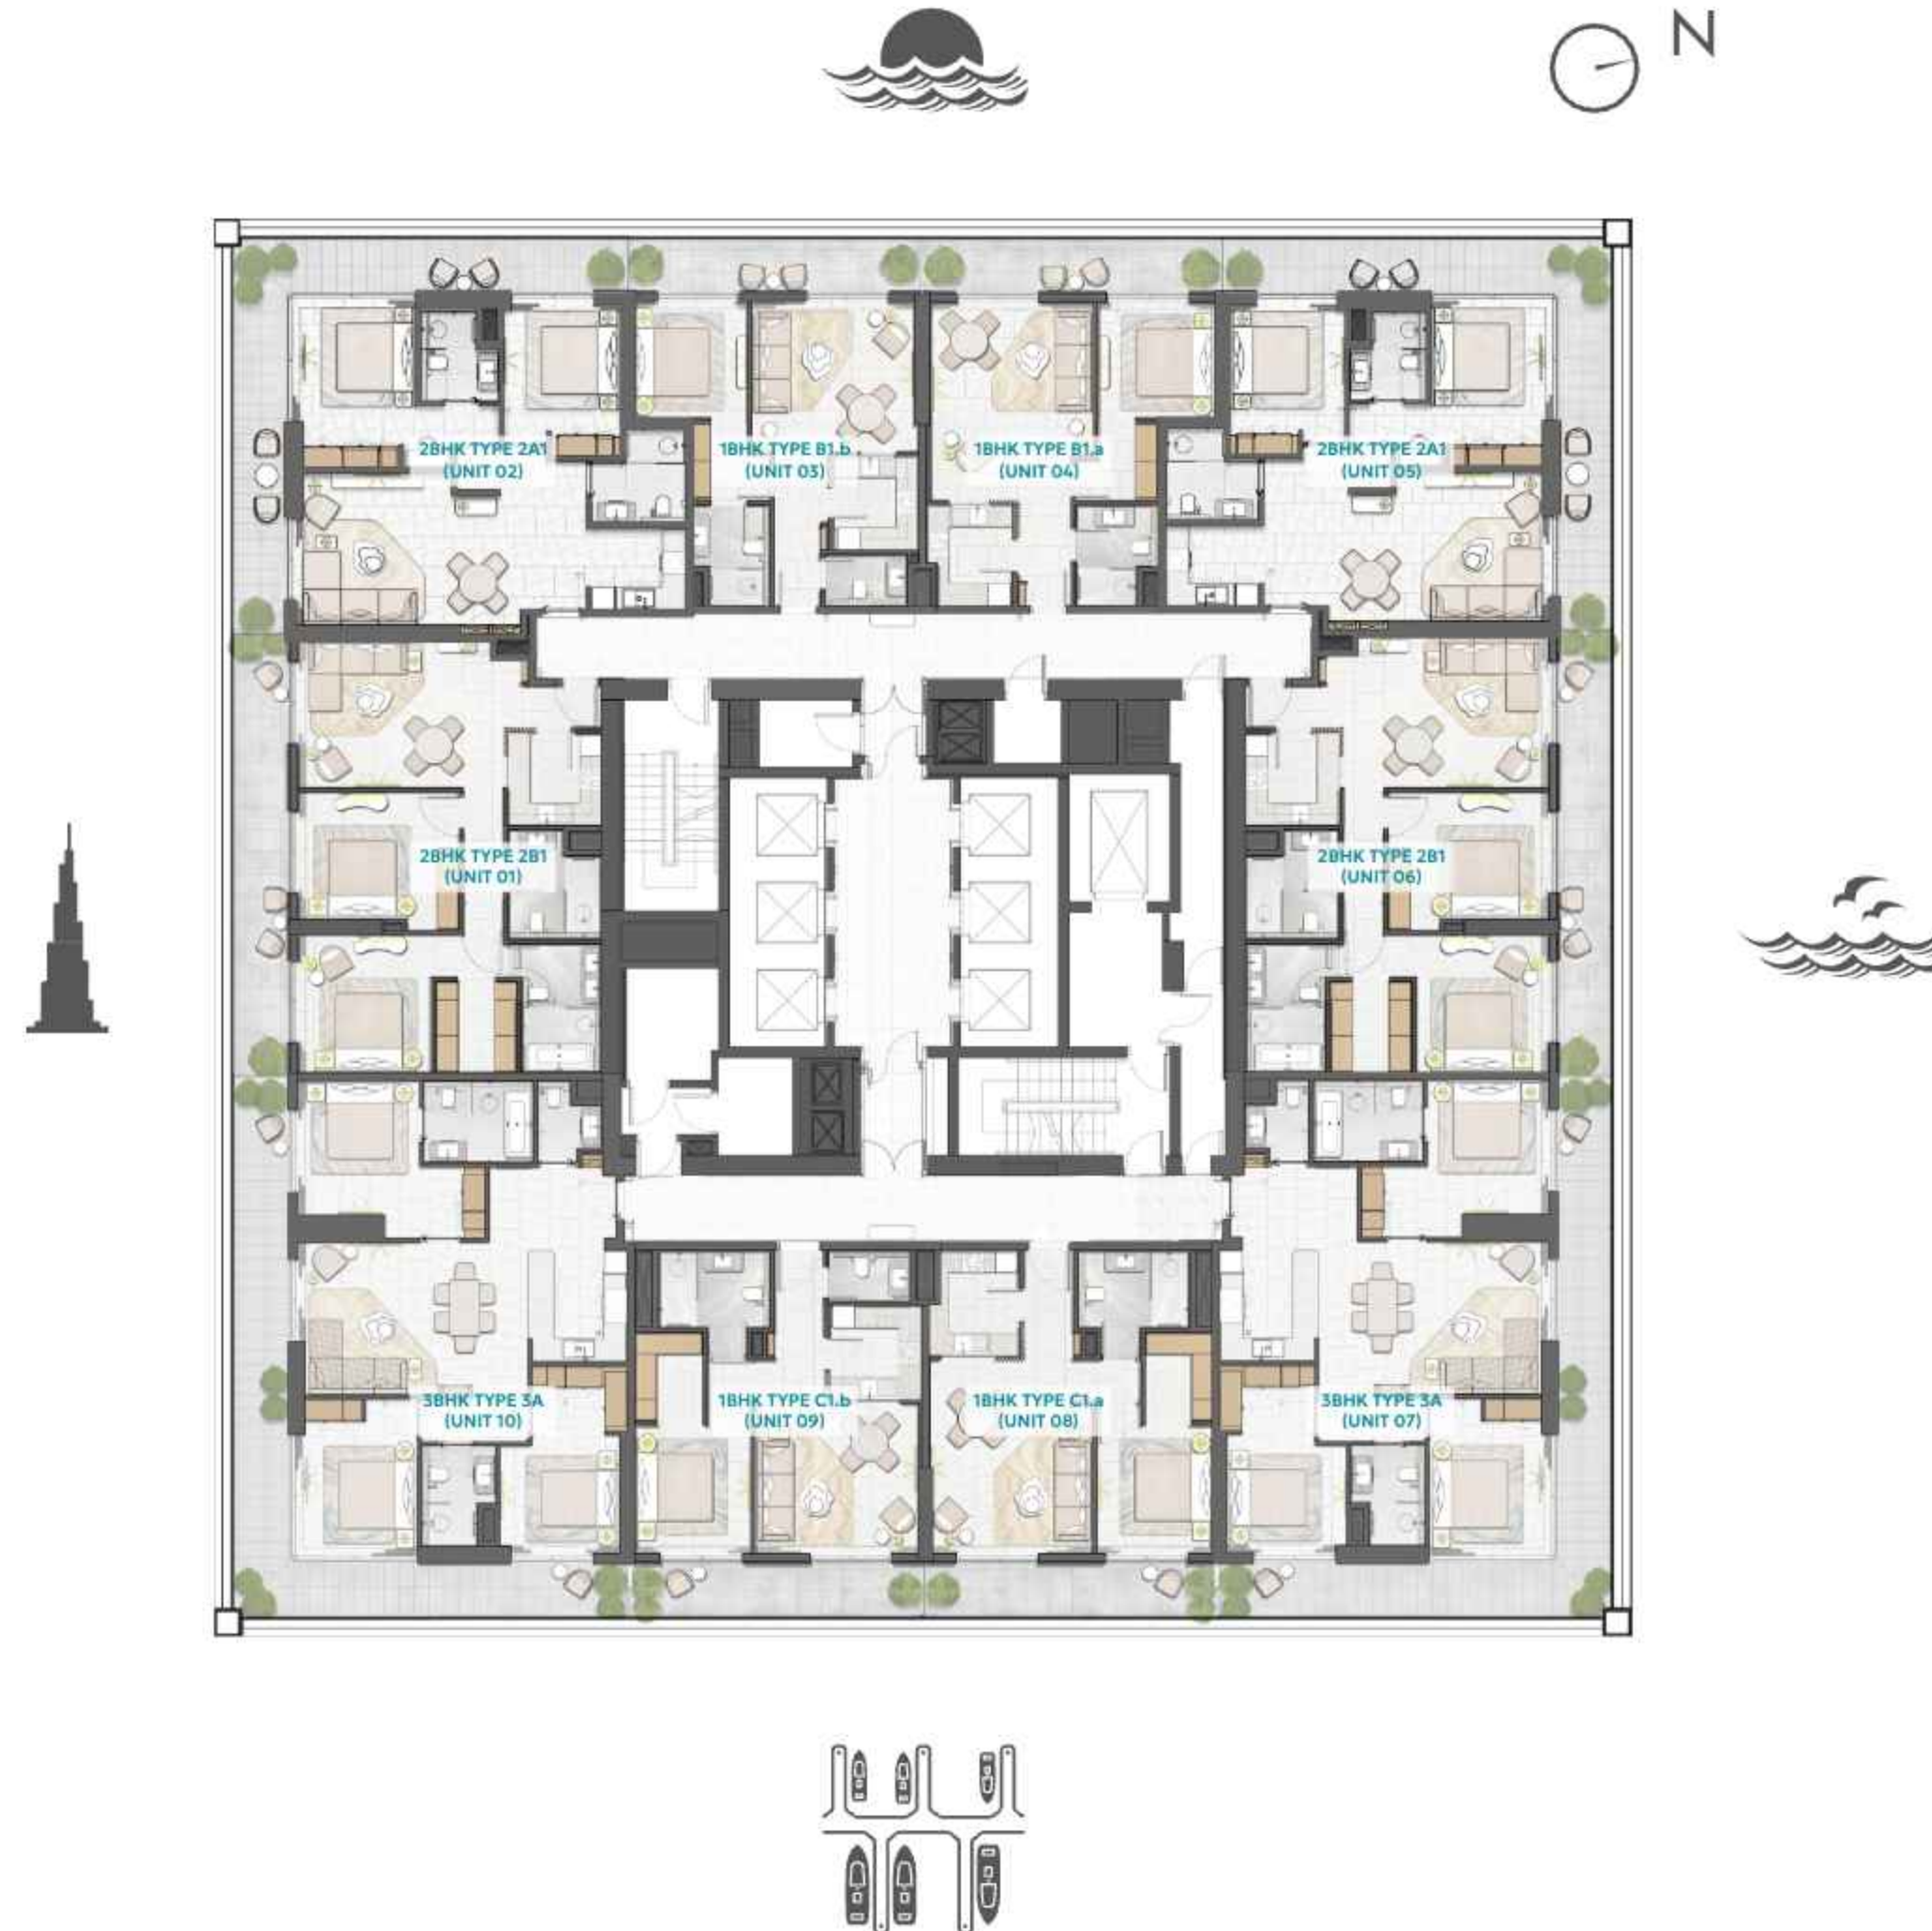 N
2BHK TYPE 2A1
(UNIT 02)
1BHK TYPE B1.b
(UNIT 03)
1BHK TYPE B1.a
(UNIT 04)
2BHK TYPE 2A1
(UNIT 05)
2BHK TYPE 2B1
(UNIT 01)
2BHK TYPE 2B1
(UNIT 06)
3BHK TYPE 3A
(UNIT 10)
1BHK TYPE C1.b
(UNIT 09)
1BHK TYPE C1.a
(UNIT 08)
3BHK TYPE 3A
(UNIT 07)